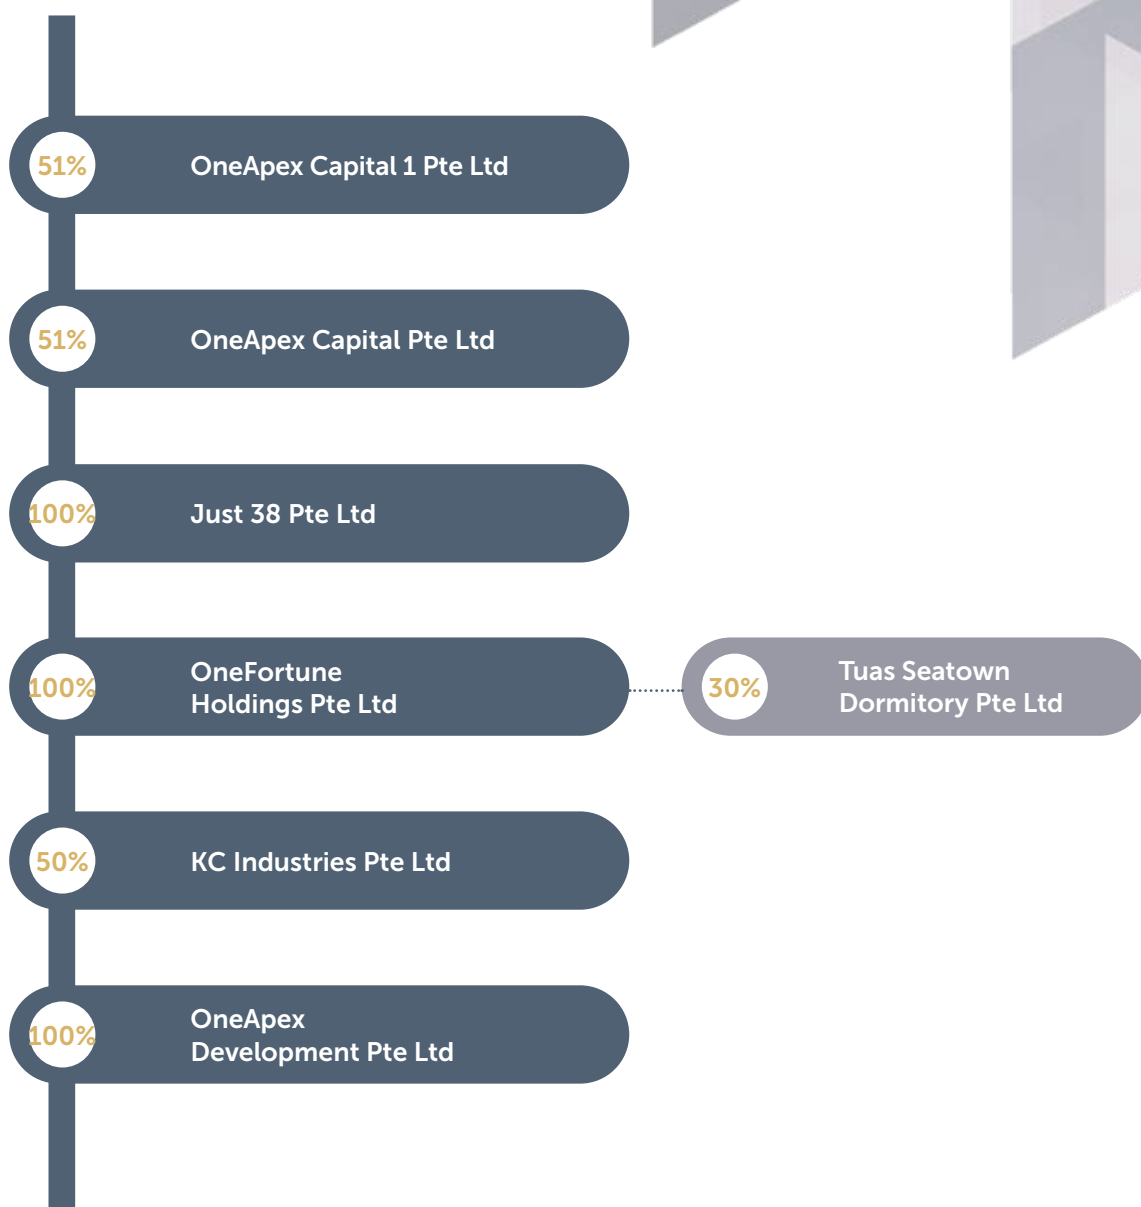 51%
OneApex Capital 1 Pte Ltd
51%
OneApex Capital Pte Ltd
100%
Just 38 Pte Ltd
100%
OneFortune
Holdings Pte Ltd
30%
Tuas Seatown
Dormitory Pte Ltd
50%
KC Industries Pte Ltd
100%
OneApex
Development Pte Ltd